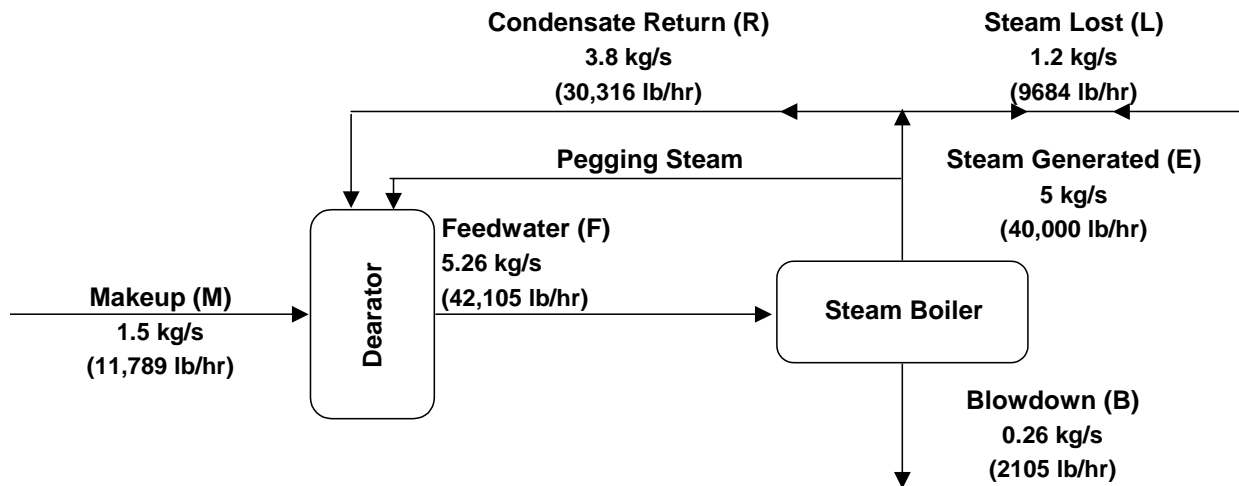 Condensate Return (R)
3.8 kg/s
(30,316 lb/hr)
Steam Lost (L)
1.2 kg/s
(9684 lb/hr)
Pegging Steam
Steam Generated (E)
5 kg/s
(40,000 lb/hr)
Feedwater (F)
5.26 kg/s
(42,105 lb/hr)
Dearator
Makeup (M)
1.5 kg/s
(11,789 lb/hr)
Steam Boiler
Blowdown (B)
0.26 kg/s
(2105 lb/hr)